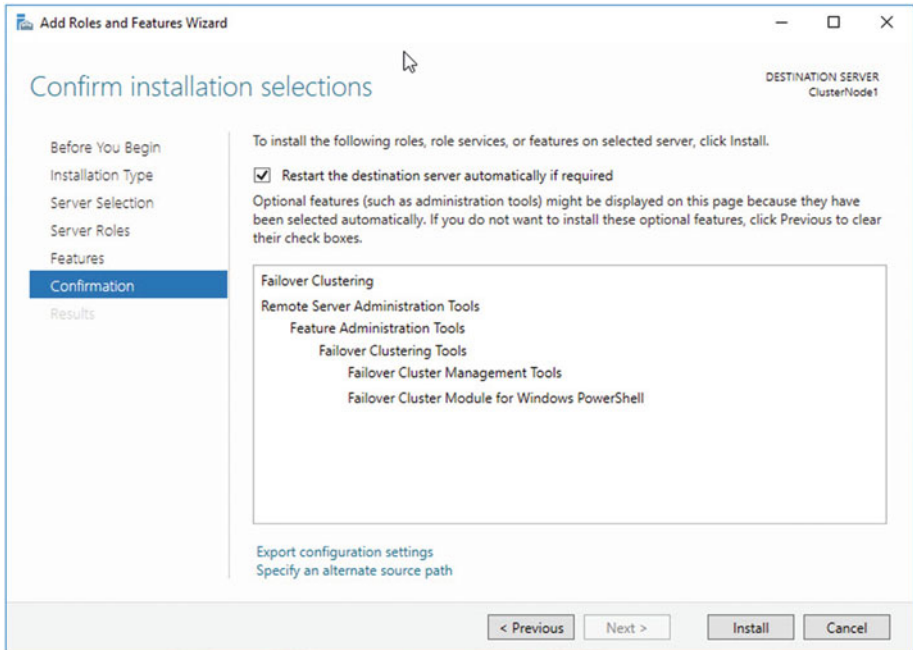 Add Roles and Features Wizard
Confirm installation selections
DESTINATION SERVER
ClusterNode1
Before You Begin
Installation Type
Server Selection
Server Roles
Features
Confirmation
Results
To install the following roles, role services, or features on selected server, click Install.
Restart the destination server automatically if required
Optional features (such as administration tools) might be displayed on this page because they have
been selected automatically. If you do not want to install these optional features, click Previous to clear
their check boxes.
Failover Clustering
Remote Server Administration Tools
Feature Administration Tools
Failover Clustering Tools
Failover Cluster Management Tools
Failover Cluster Module for Windows PowerShell
Export configuration settings
Specify an alternate source path
< Previous
Next >
Install
Cancel